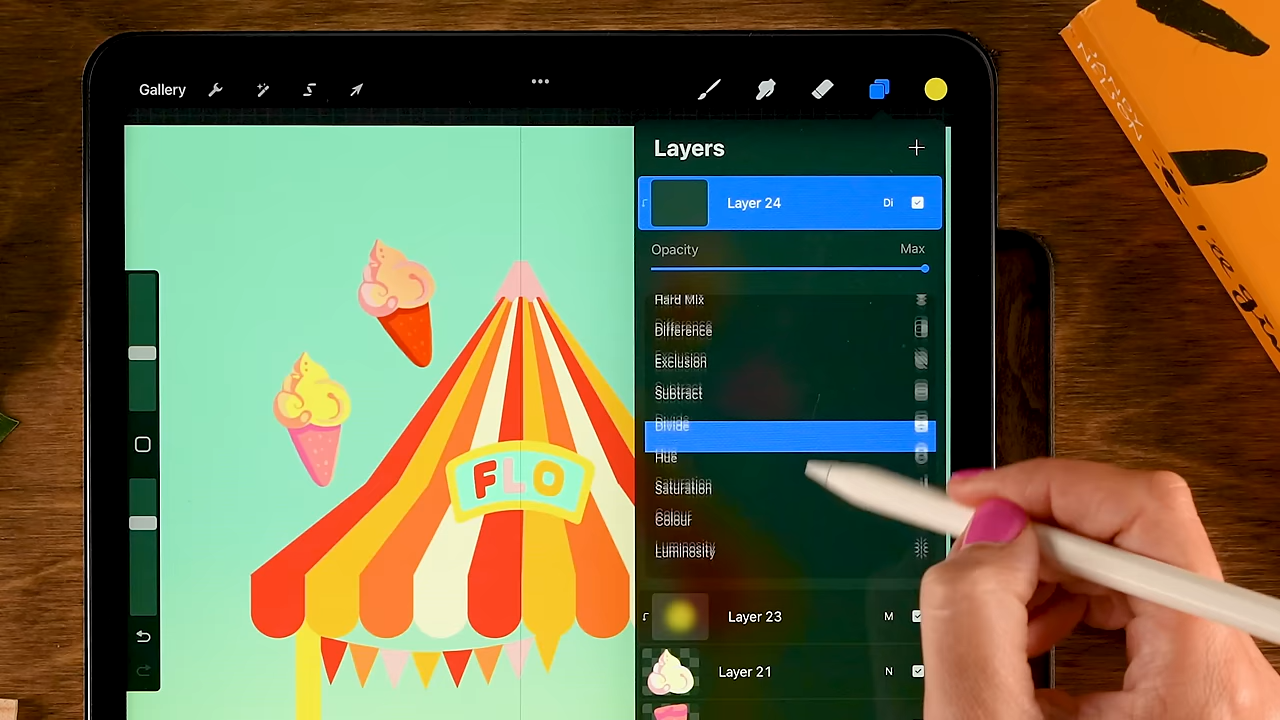 Gallery
Layers
Layer 24
Di
Opacity
Max
Hard Mix
Difference
Exclusion
Subtract
Divide
Hue
Saturation
Colour
Luminosity
Layer 23
M
Layer 21
N
FLO